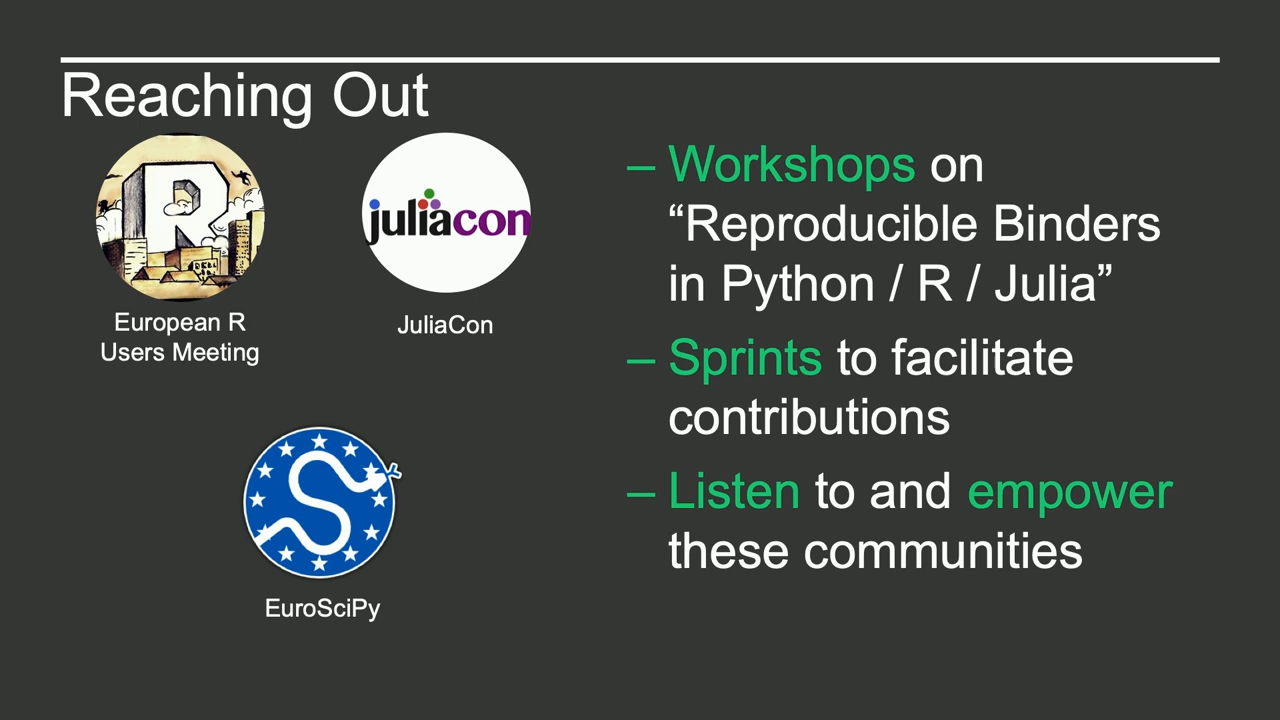 Reaching Out
R
European R
Users Meeting
juliacon
JuliaCon
EuroSciPy
– Workshops on
“Reproducible Binders
in Python / R / Julia”
– Sprints to facilitate
contributions
– Listen to and empower
these communities